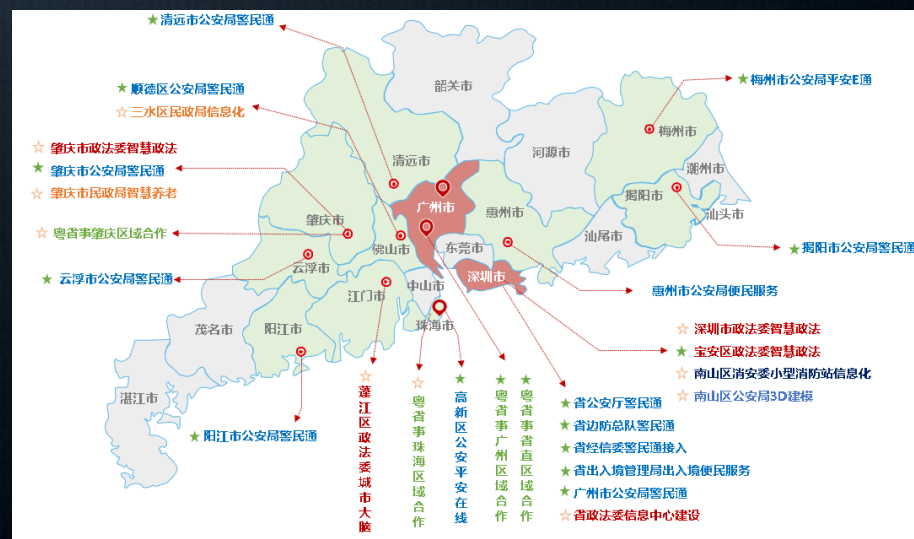 ★清远市公安局警民通
★顺德区公安局警民通
☆三水区民政局信息化
☆肇庆市政法委智慧政法
★肇庆市公安局警民通
☆肇庆市民政局智慧养老
☆粤省事肇庆区域合作
★云浮市公安局警民通
★阳江市公安局警民通
韶关市
清远市
河源市
梅州市
潮州市
揭阳市
汕头市
汕尾市
广州市
惠州市
肇庆市
佛山市
东莞市
云浮市
深圳市
中山市
江门市
珠海市
阳江市
茂名市
湛江市
★梅州市公安局平安E通
★揭阳市公安局警民通
惠州市公安局便民服务
☆深圳市政法委智慧政法
★宝安区政法委智慧政法
☆南山区消安委小型消防站信息化
☆南山区公安局3D建模
☆蓬江区政法委城市大脑
☆粤省事珠海区域合作
★高新区公安平安在线
★粤省事广州区域合作
★粤省事省直区域合作
★省公安厅警民通
★省边防总队警民通
★省经信委警民通接入
★省出入境管理局出入境便民服务
★广州市公安局警民通
☆省政法委信息中心建设